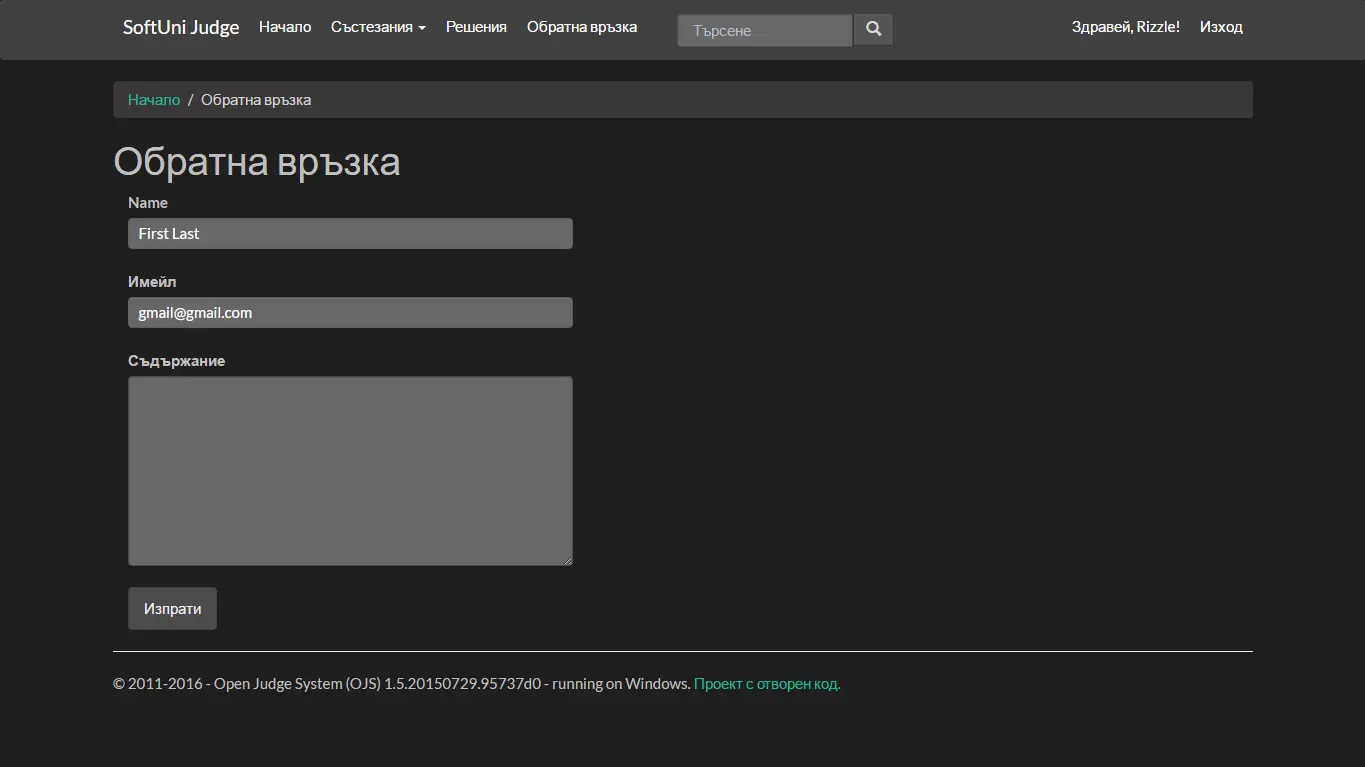 SoftUni Judge Начало Състезания Решения Обратна връзка Търсене Здравей, Rizzle! Изход
Начало / Обратна връзка
Обратна връзка
Name
First Last
Имейл
gmail@gmail.com
Съдържание
Изпрати
© 2011-2016 - Open Judge System (OJS) 1.5.20150729.95737d0 - running on Windows. Проект с отворен код.